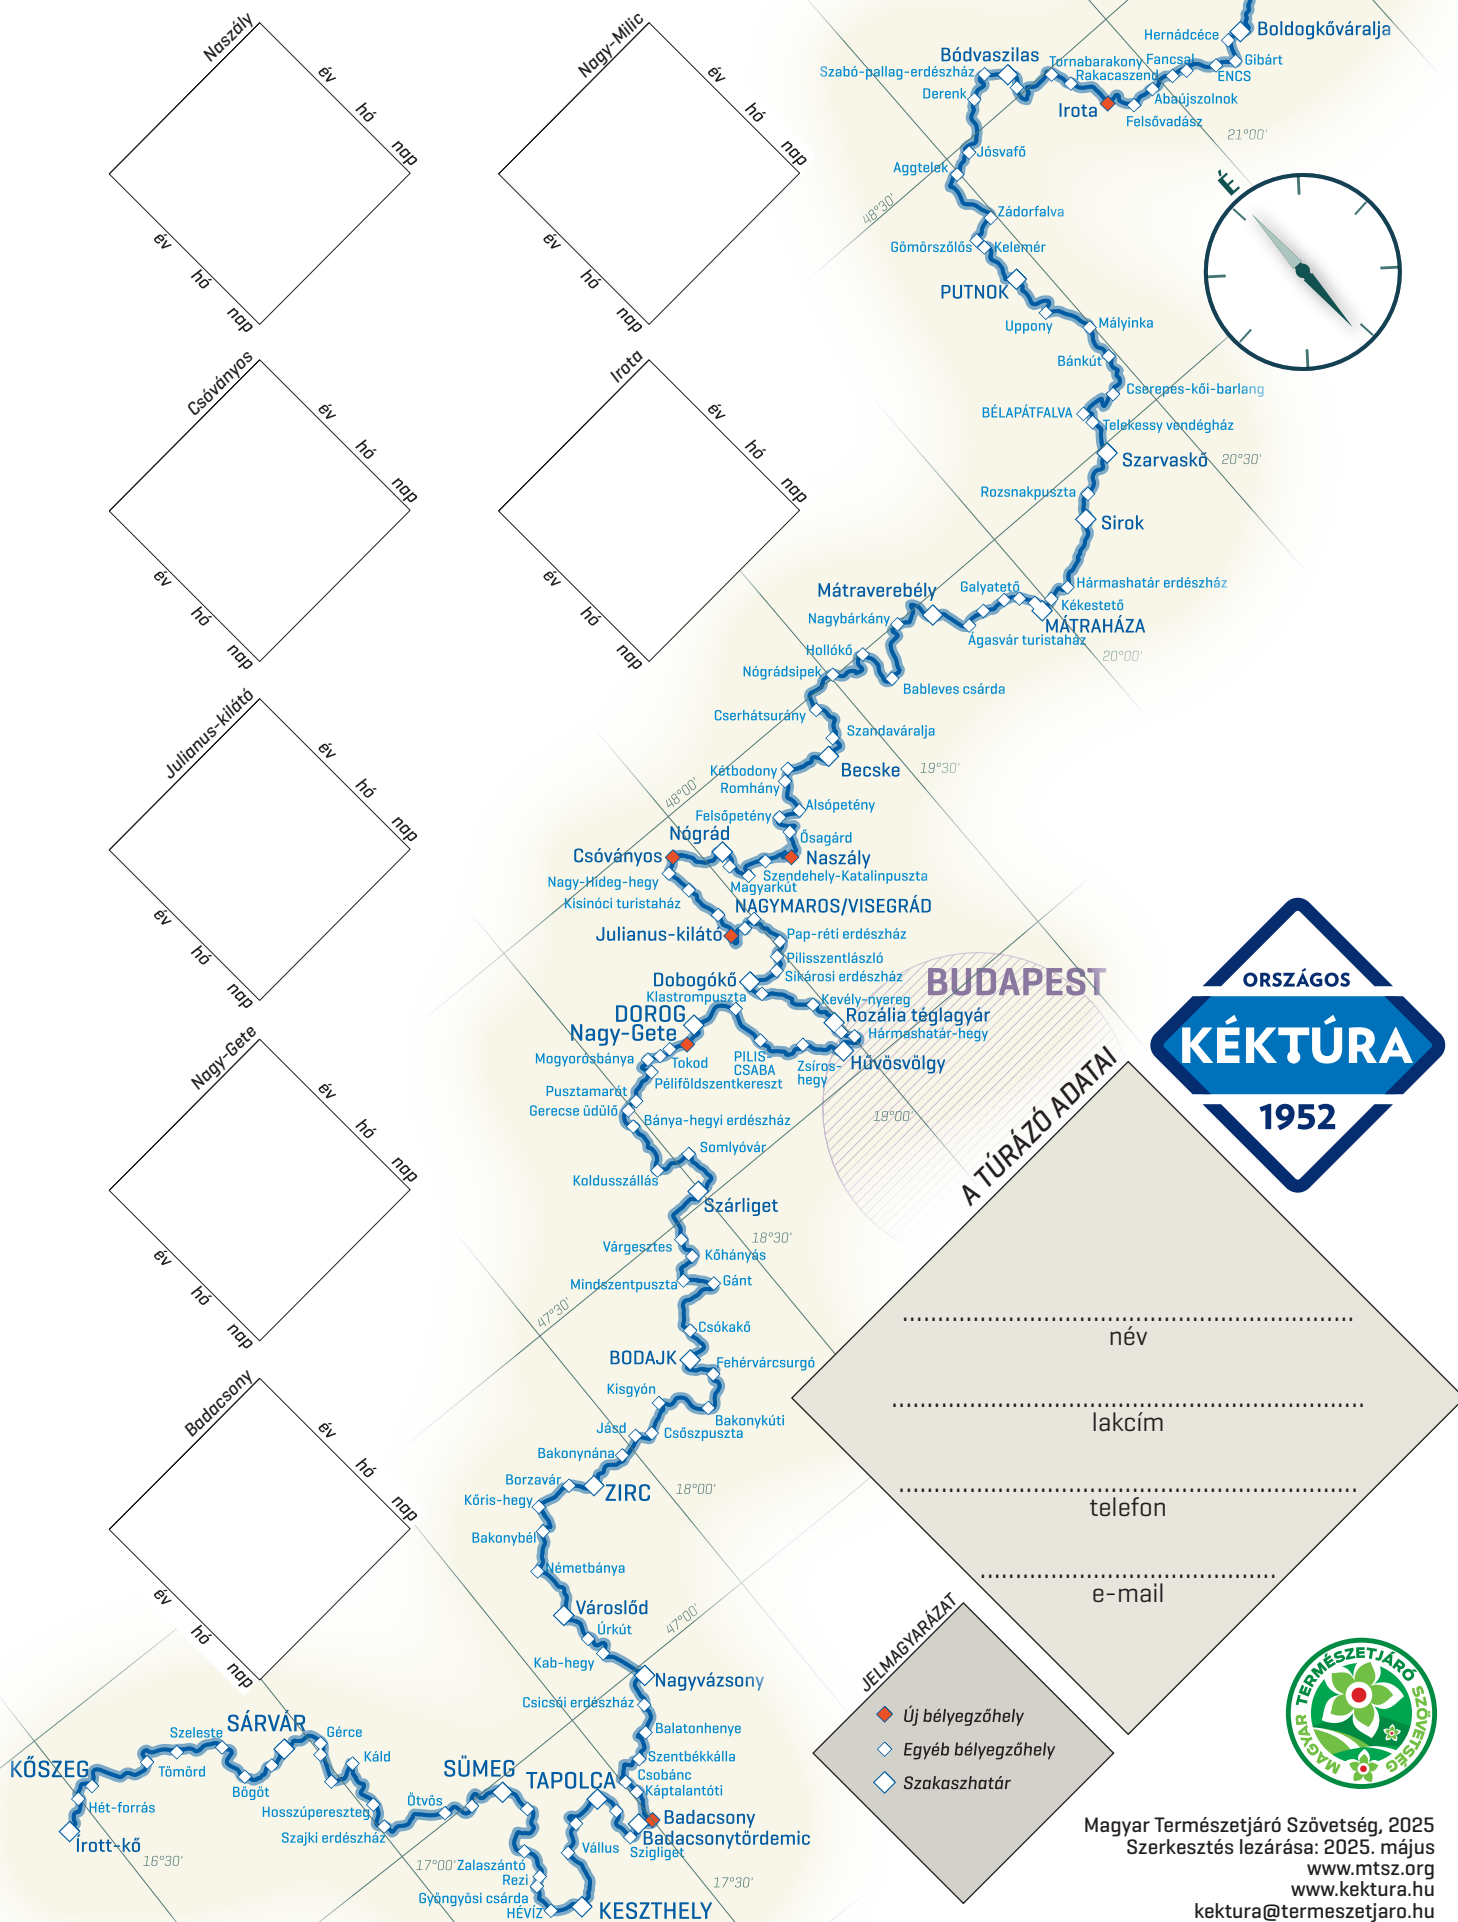 Naszály
év
hó
nap
év
hó
nap
Nagy-Milic
év
hó
nap
év
hó
nap
Csóványos
év
hó
nap
év
hó
nap
Irota
év
hó
nap
év
hó
nap
Julianus-kilátó
év
hó
nap
év
hó
nap
Nagy-Gete
év
hó
nap
év
hó
nap
Badacsony
év
hó
nap
év
hó
nap
Boldogkőváralja
Hernádcéce
Gibárt
ENCS
Fancsal
Abaújszolnok
Felsővadász
Irota
Rakacaszend
Tornabarakony
Bódvaszilas
Szabó-pallag-erdészház
Derenk
21°00'
Jósvafő
Aggtelek
É
48°30'
Zádorfalva
Gömörszőlős
Kelemér
PUTNOK
Uppony
Mályinka
Bánkút
Cserepes-kői-barlang
BÉLAPÁTFALVA
Telekessy vendégház
Szarvaskő
20°30'
Rozsnakpuszta
Sirok
Hármashatár erdészház
Kékestető
MÁTRAHÁZA
Galyatető
Ágasvár turistaház
20°00'
Mátraverebély
Nagybárkány
Bableves csárda
Hollókő
Nógrádsipek
Cserhátsurány
Szandaváralja
Becske
19°30'
Kétbodony
Romhány
48°00'
Alsópetény
Felsőpetény
Ősagárd
Naszály
Szendehely-Katalinpuszta
Magyarkút
Nógrád
Csóványos
Nagy-Hideg-hegy
Kisinóci turistaház
Julianus-kilátó
NAGYMAROS/VISEGRÁD
Pap-réti erdészház
Pilisszentlászló
Sikárosi erdészház
Dobogókő
BUDAPEST
Klastrompuszta
Kevély-nyereg
Rozália téglagyár
Hármashatár-hegy
Hűvösvölgy
Zsíros-
hegy
PILIS-
CSABA
DOROG
Nagy-Gete
Tokod
Mogyorósbánya
Péliföldszentkereszt
Pusztamarót
Gerecse üdülő
Bánya-hegyi erdészház
19°00'
Somlyóvár
Koldusszállás
Szárliget
18°30'
Várgesztes
Kőhányás
Mindszentpuszta
Gánt
47°30'
Csókakő
BODAJK
Fehérvárcsurgó
Kisgyón
Bakonykúti
Jásd
Csőszpuszta
Bakonynána
Borzavár
ZIRC
18°00'
Kőris-hegy
Bakonybél
Németbánya
Városlőd
Úrkút
47°00'
Kab-hegy
Nagyvázsony
Csicsói erdészház
Balatonhenye
Szentbékkálla
Csobánc
Káptalantóti
Badacsony
Badacsonytördemic
Szigliget
TAPOLCA
Vállus
17°30'
KESZTHELY
HÉVÍZ
Gyöngyösi csárda
Rezi
Zalaszántó
17°00'
SÜMEG
Ötvös
Szajki erdészház
Hosszúpereszteg
Káld
Gérce
SÁRVÁR
Bögöt
Szeleste
Tömörd
KŐSZEG
Hét-forrás
Írott-kő
16°30'
ORSZÁGOS
KÉKTÚRA
1952
A TÚRÁZÓ ADATAI
név
lakcím
telefon
e-mail
JELMAGYARÁZAT
Új bélyegzőhely
Egyéb bélyegzőhely
Szakaszhatár
MAGYAR TERMÉSZETJÁRÓ SZÖVETSÉG
Magyar Természetjáró Szövetség, 2025
Szerkesztés lezárása: 2025. május
www.mtsz.org
www.kektura.hu
kektura@termeszetjaro.hu